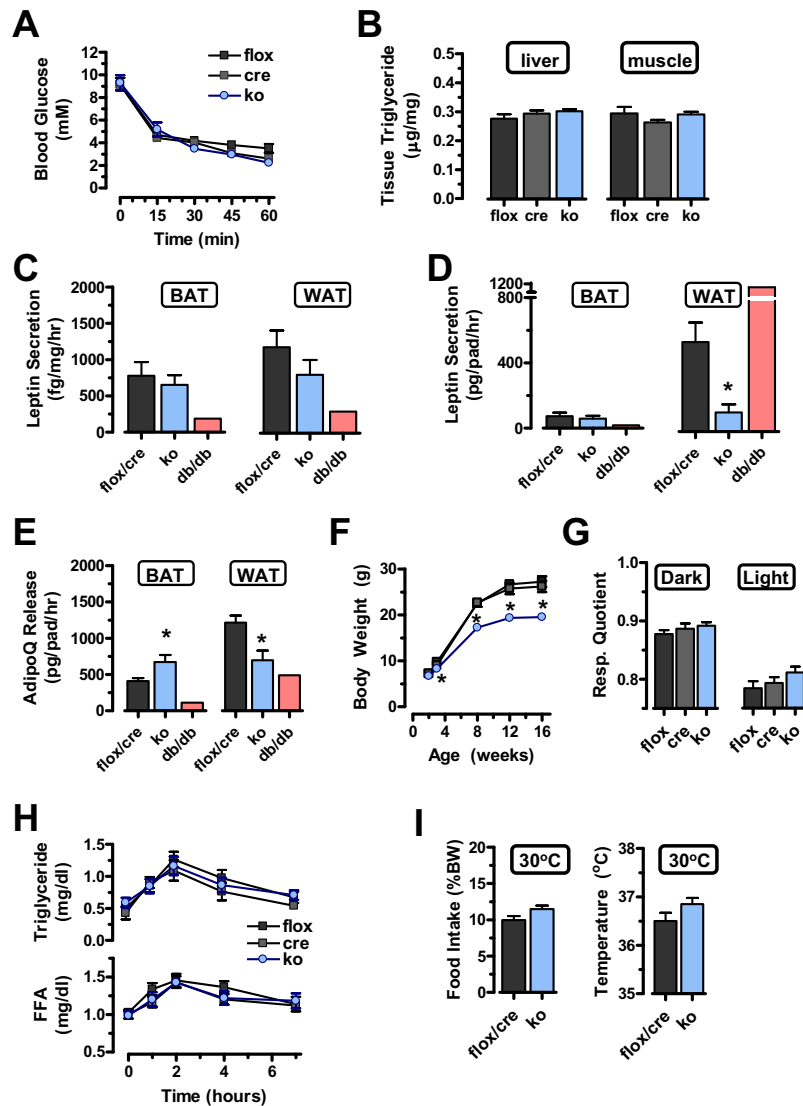 A
Blood Glucose
(mM)
12
10
8
6
4
2
0
flox
cre
ko
0 15 30 45 60
Time (min)
B
Tissue Triglyceride
(μg/mg)
0.5
0.4
0.3
0.2
0.1
0.0
liver
muscle
flox cre ko
flox cre ko
C
Leptin Secretion
(fg/mg/hr)
2000
1500
1000
500
0
BAT
WAT
flox/cre
ko
db/db
flox/cre
ko
db/db
D
Leptin Secretion
(pg/pad/hr)
1200
800
400
0
BAT
WAT
*
flox/cre
ko
db/db
flox/cre
ko
db/db
E
AdipoQ Release
(pg/pad/hr)
2000
1500
1000
500
0
BAT
WAT
*
*
flox/cre
ko
db/db
flox/cre
ko
db/db
F
Body Weight (g)
30
20
10
0
* * * *
0 4 8 12 16
Age (weeks)
G
Resp. Quotient
1.0
0.9
0.8
Dark
Light
flox
cre
ko
flox
cre
ko
H
Triglyceride
(mg/dl)
1.5
1.0
0.5
0.0
flox
cre
ko
FFA
(mg/dl)
1.5
1.0
0.5
0 2 4 6
Time (hours)
I
Food Intake (%BW)
20
15
10
5
0
30°C
flox/cre
ko
Temperature (°C)
38
37
36
35
30°C
flox/cre
ko